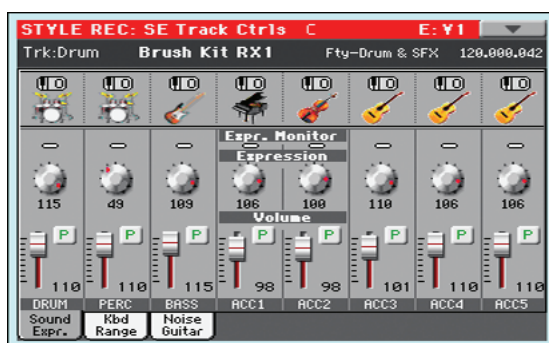 STYLE REC: SE Track Ctrls C E: ¥1
Trk:Drum Brush Kit RX1 Fty-Drum & SFX 120.000.042
Expr. Monitor
Expression
115 49 109 106 100 110 106 106
Volume
P P P P P P P P
110 110 115 98 98 101 110 110
DRUM PERC BASS ACC1 ACC2 ACC3 ACC4 ACC5
Sound Expr. Kbd Range Noise Guitar